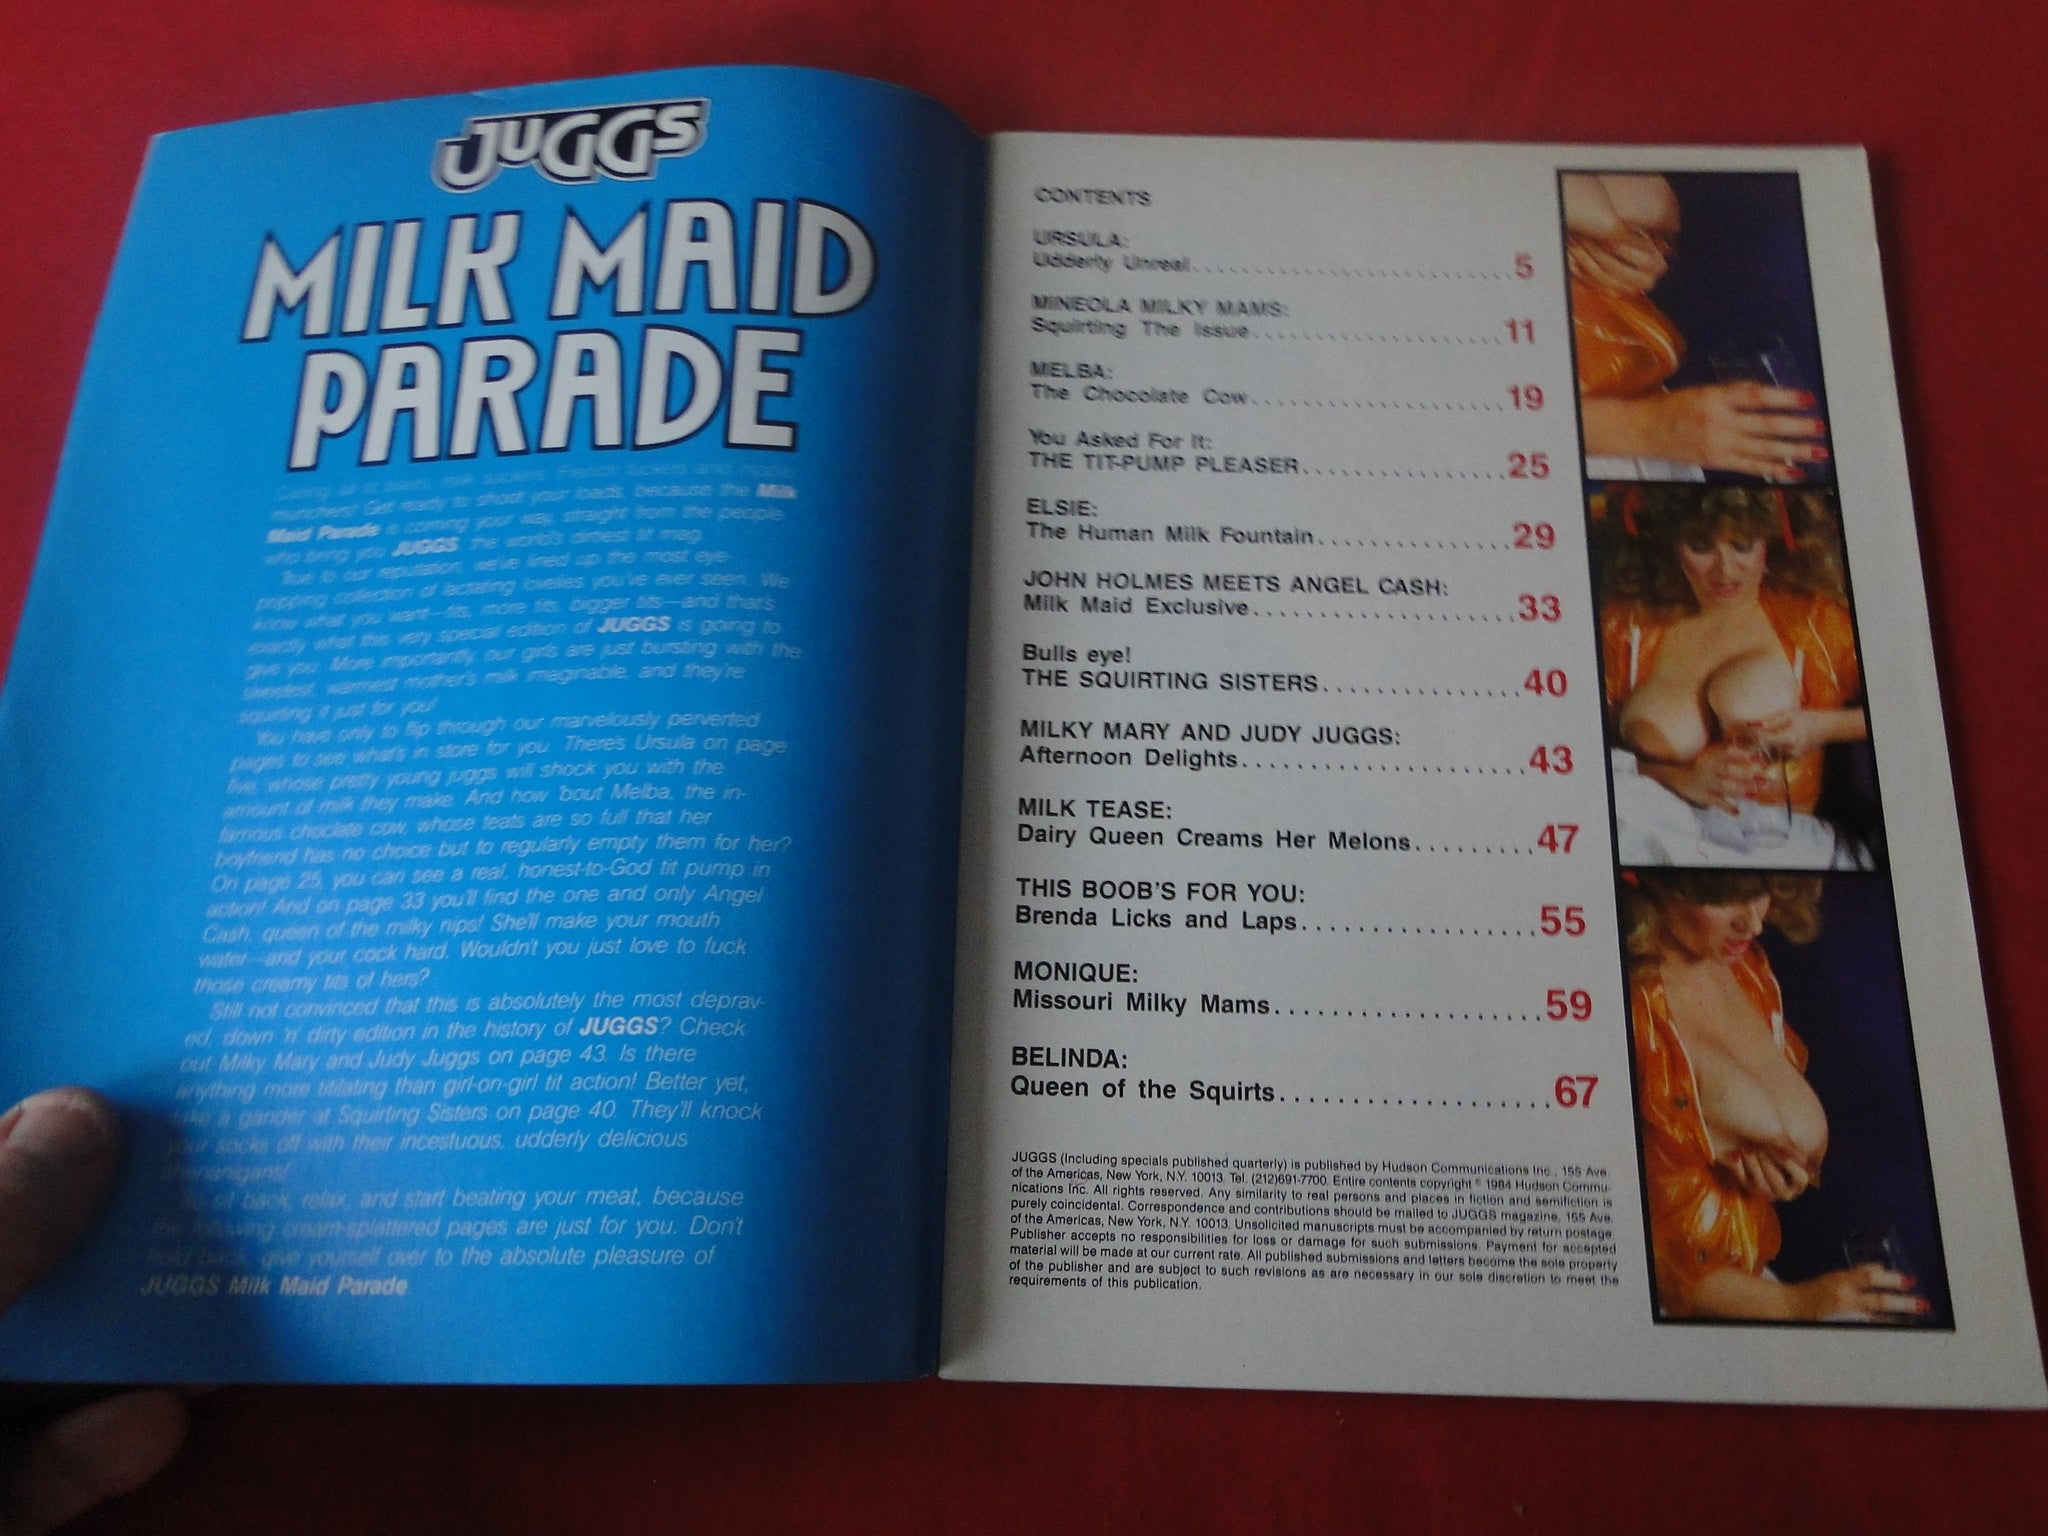 JUGGS
MILK MAID
PARADE
munchers! Get ready to shoot your loads, because the Milk
Maid Parade is coming your way, straight from the people
who bring you JUGGS, the world's dirtiest tit mag.
True to our reputation, we've lined up the most eye-
popping collection of lactating lovelies you've ever seen. We
know what you want—tits, more tits, bigger tits—and that's
exactly what this very special edition of JUGGS is going to
give you. More importantly, our girls are just bursting with the
sweetest, warmest mother's milk imaginable, and they're
squirting it just for you!
You have only to flip through our marvelously perverted
pages to see what's in store for you. There's Ursula on page
five, whose pretty young juggs will shock you with the
amount of milk they make. And how 'bout Melba, the in-
famous choclate cow, whose teats are so full that her
boyfriend has no choice but to regularly empty them for her?
On page 25, you can see a real, honest-to-God tit pump in
action! And on page 33 you'll find the one and only Angel
Cash, queen of the milky nips! She'll make your mouth
water—and your cock hard. Wouldn't you just love to fuck
those creamy tits of hers?
Still not convinced that this is absolutely the most deprav-
ed, down 'n' dirty edition in the history of JUGGS? Check
out Milky Mary and Judy Juggs on page 43. Is there
anything more titilating than girl-on-girl tit action! Better yet,
take a gander at Squirting Sisters on page 40. They'll knock
your socks off with their incestuous, udderly delicious
shenanigans!
So sit back, relax, and start beating your meat, because
the following cream-splattered pages are just for you. Don't
hold back, give yourself over to the absolute pleasure of
JUGGS Milk Maid Parade.
CONTENTS
URSULA:
Udderly Unreal..............................5
MINEOLA MILKY MAMS:
Squirting The Issue......................11
MELBA:
The Chocolate Cow......................19
You Asked For It:
THE TIT-PUMP PLEASER.................25
ELSIE:
The Human Milk Fountain...............29
JOHN HOLMES MEETS ANGEL CASH:
Milk Maid Exclusive....................33
Bulls eye!
THE SQUIRTING SISTERS...............40
MILKY MARY AND JUDY JUGGS:
Afternoon Delights......................43
MILK TEASE:
Dairy Queen Creams Her Melons.........47
THIS BOOB'S FOR YOU:
Brenda Licks and Laps..................55
MONIQUE:
Missouri Milky Mams...................59
BELINDA:
Queen of the Squirts...................67
JUGGS (Including specials published quarterly) is published by Hudson Communications Inc., 155 Ave.
of the Americas, New York, N.Y. 10013. Tel. (212)691-7700. Entire contents copyright © 1984 Hudson Commu-
nications Inc. All rights reserved. Any similarity to real persons and places in fiction and semifiction is
purely coincidental. Correspondence and contributions should be mailed to JUGGS magazine, 155 Ave.
of the Americas, New York, N.Y. 10013. Unsolicited manuscripts must be accompanied by return postage.
Publisher accepts no responsibilities for loss or damage for such submissions. Payment for accepted
material will be made at our current rate. All published submissions and letters become the sole property
of the publisher and are subject to such revisions as are necessary in our sole discretion to meet the
requirements of this publication.